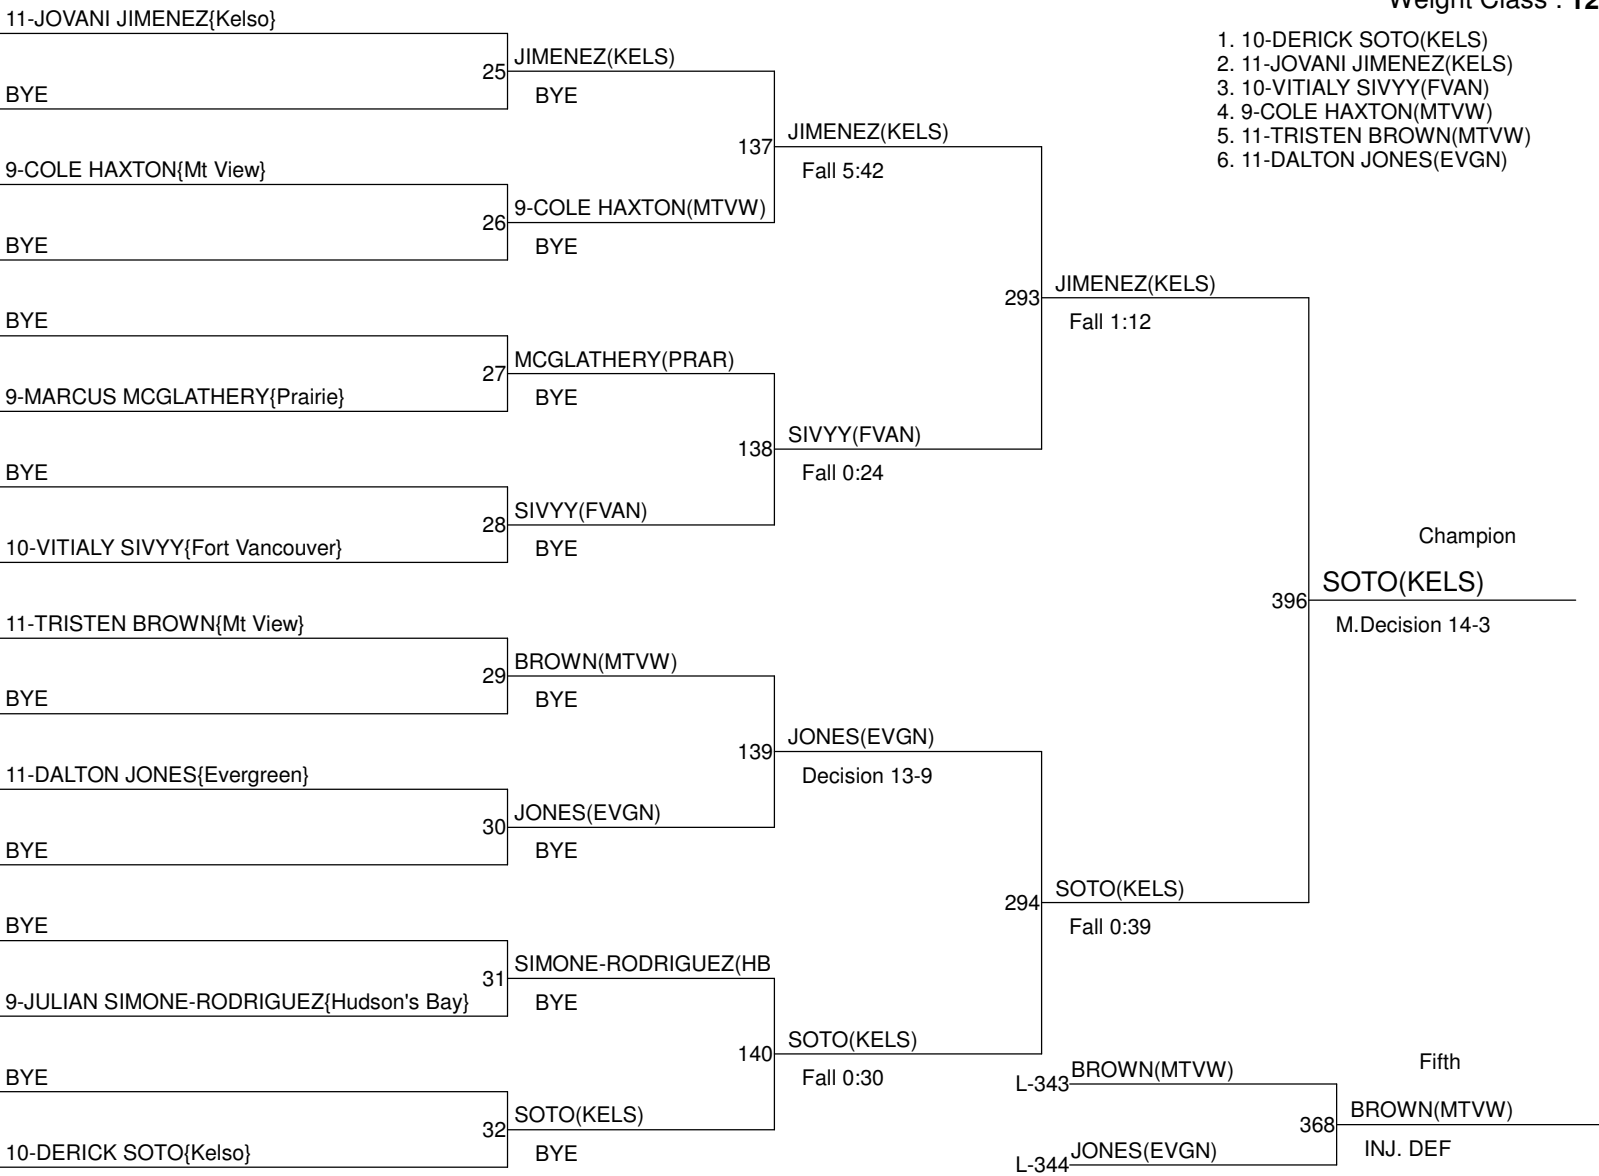 Weight Class : 12
1. 10-DERICK SOTO(KELS)
2. 11-JOVANI JIMENEZ(KELS)
3. 10-VITIALY SIVYY(FVAN)
4. 9-COLE HAXTON(MTVW)
5. 11-TRISTEN BROWN(MTVW)
6. 11-DALTON JONES(EVGN)
11-JOVANI JIMENEZ{Kelso}
BYE
9-COLE HAXTON{Mt View}
BYE
BYE
9-MARCUS MCGLATHERY{Prairie}
BYE
10-VITIALY SIVYY{Fort Vancouver}
11-TRISTEN BROWN{Mt View}
BYE
11-DALTON JONES{Evergreen}
BYE
BYE
9-JULIAN SIMONE-RODRIGUEZ{Hudson's Bay}
BYE
10-DERICK SOTO{Kelso}
25 JIMENEZ(KELS)
BYE
26 9-COLE HAXTON(MTVW)
BYE
27 MCGLATHERY(PRAR)
BYE
28 SIVYY(FVAN)
BYE
29 BROWN(MTVW)
BYE
30 JONES(EVGN)
BYE
31 SIMONE-RODRIGUEZ(HB
BYE
32 SOTO(KELS)
BYE
137 JIMENEZ(KELS)
Fall 5:42
138 SIVYY(FVAN)
Fall 0:24
139 JONES(EVGN)
Decision 13-9
140 SOTO(KELS)
Fall 0:30
293 JIMENEZ(KELS)
Fall 1:12
294 SOTO(KELS)
Fall 0:39
Champion
396 SOTO(KELS)
M.Decision 14-3
L-343 BROWN(MTVW)
L-344 JONES(EVGN)
Fifth
368 BROWN(MTVW)
INJ. DEF